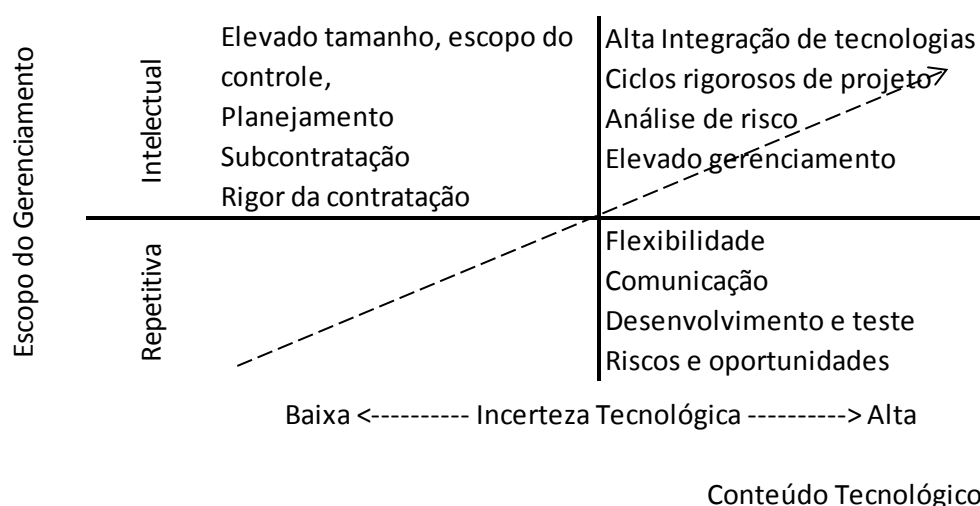 Escopo do Gerenciamento
Intelectual
Elevado tamanho, escopo do
controle,
Planejamento
Subcontratação
Rigor da contratação
Alta Integração de tecnologias
Ciclos rigorosos de projeto
Análise de risco
Elevado gerenciamento
Repetitiva
Flexibilidade
Comunicação
Desenvolvimento e teste
Riscos e oportunidades
Baixa <---------- Incerteza Tecnológica ----------> Alta
Conteúdo Tecnológico